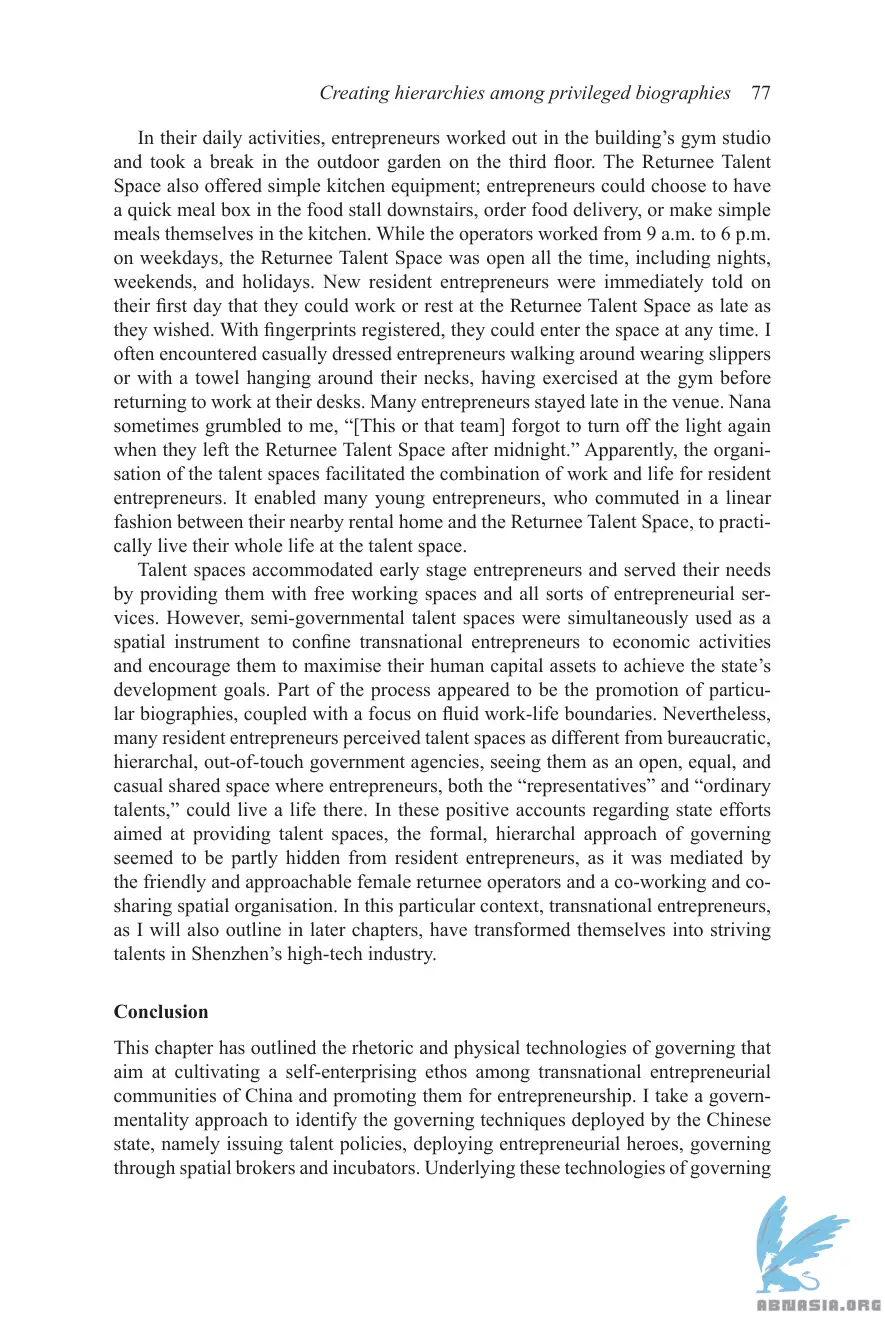 Creating hierarchies among privileged biographies 77
In their daily activities, entrepreneurs worked out in the building’s gym studio
and took a break in the outdoor garden on the third floor. The Returnee Talent
Space also offered simple kitchen equipment; entrepreneurs could choose to have
a quick meal box in the food stall downstairs, order food delivery, or make simple
meals themselves in the kitchen. While the operators worked from 9 a.m. to 6 p.m.
on weekdays, the Returnee Talent Space was open all the time, including nights,
weekends, and holidays. New resident entrepreneurs were immediately told on
their first day that they could work or rest at the Returnee Talent Space as late as
they wished. With fingerprints registered, they could enter the space at any time. I
often encountered casually dressed entrepreneurs walking around wearing slippers
or with a towel hanging around their necks, having exercised at the gym before
returning to work at their desks. Many entrepreneurs stayed late in the venue. Nana
sometimes grumbled to me, “[This or that team] forgot to turn off the light again
when they left the Returnee Talent Space after midnight.” Apparently, the organi-
sation of the talent spaces facilitated the combination of work and life for resident
entrepreneurs. It enabled many young entrepreneurs, who commuted in a linear
fashion between their nearby rental home and the Returnee Talent Space, to practi-
cally live their whole life at the talent space.
Talent spaces accommodated early stage entrepreneurs and served their needs
by providing them with free working spaces and all sorts of entrepreneurial ser-
vices. However, semi-governmental talent spaces were simultaneously used as a
spatial instrument to confine transnational entrepreneurs to economic activities
and encourage them to maximise their human capital assets to achieve the state’s
development goals. Part of the process appeared to be the promotion of particu-
lar biographies, coupled with a focus on fluid work-life boundaries. Nevertheless,
many resident entrepreneurs perceived talent spaces as different from bureaucratic,
hierarchal, out-of-touch government agencies, seeing them as an open, equal, and
casual shared space where entrepreneurs, both the “representatives” and “ordinary
talents,” could live a life there. In these positive accounts regarding state efforts
aimed at providing talent spaces, the formal, hierarchal approach of governing
seemed to be partly hidden from resident entrepreneurs, as it was mediated by
the friendly and approachable female returnee operators and a co-working and co-
sharing spatial organisation. In this particular context, transnational entrepreneurs,
as I will also outline in later chapters, have transformed themselves into striving
talents in Shenzhen’s high-tech industry.
Conclusion
This chapter has outlined the rhetoric and physical technologies of governing that
aim at cultivating a self-enterprising ethos among transnational entrepreneurial
communities of China and promoting them for entrepreneurship. I take a govern-
mentality approach to identify the governing techniques deployed by the Chinese
state, namely issuing talent policies, deploying entrepreneurial heroes, governing
through spatial brokers and incubators. Underlying these technologies of governing
ABNASIA.ORG